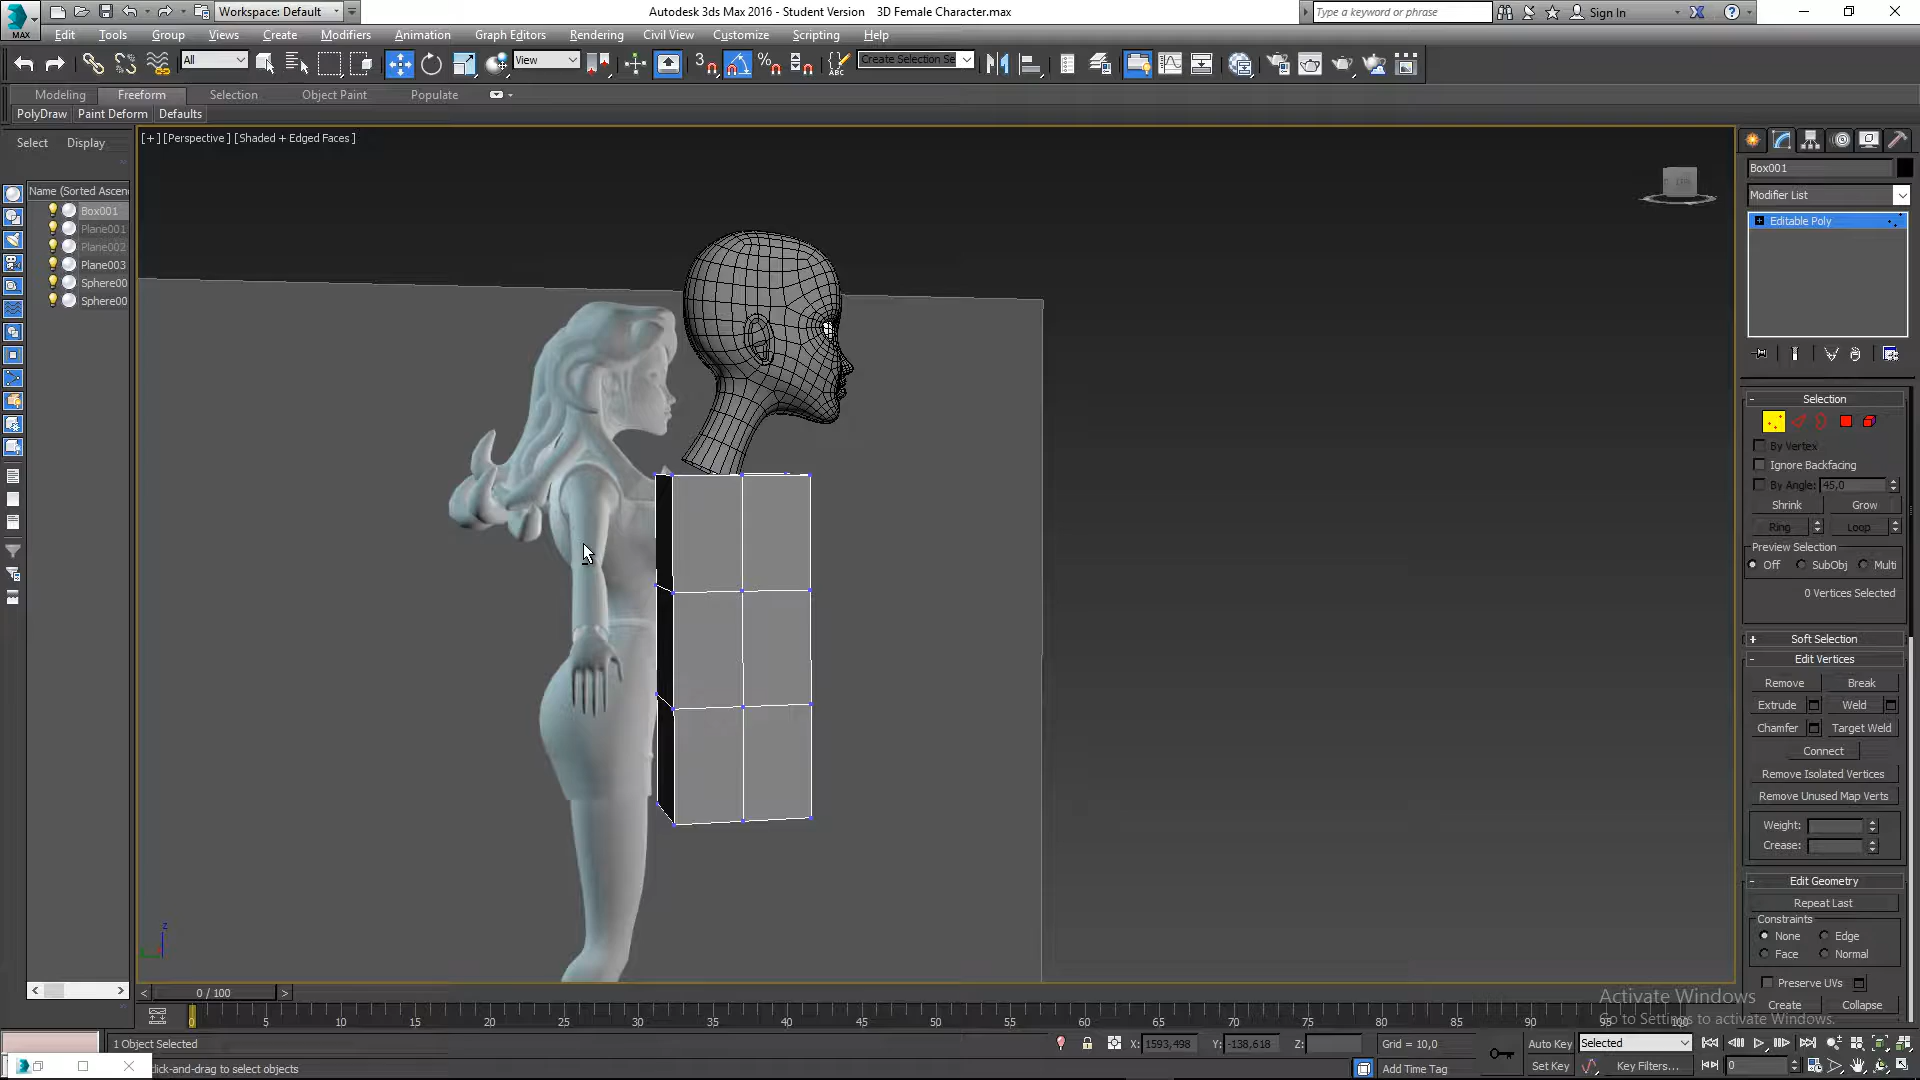 Workspace: Default
Autodesk 3ds Max 2016 - Student Version    3D Female Character.max
Type a keyword or phrase
Sign In
MAX
Edit Tools Group Views Create Modifiers Animation Graph Editors Rendering Civil View Customize Scripting Help
All
View
3
ABC
Create Selection Se
Modeling Freeform Selection Object Paint Populate
PolyDraw Paint Deform Defaults
Select Display
[+] [Perspective] [Shaded + Edged Faces]
Name (Sorted Ascen
Box001
Plane001
Plane002
Plane003
Sphere00
Sphere00
Box001
Modifier List
Editable Poly
Selection
By Vertex
Ignore Backfacing
By Angle: 45,0
Shrink Grow
Ring Loop
Preview Selection
Off SubObj Multi
0 Vertices Selected
Soft Selection
Edit Vertices
Remove Break
Extrude Weld
Chamfer Target Weld
Connect
Remove Isolated Vertices
Remove Unused Map Verts
Weight:
Crease:
Edit Geometry
Repeat Last
Constraints
None Edge
Face Normal
Preserve UVs
Create Collapse
z
0 / 100
0 5 10 15 20 25 30 35 40 45 50 55 60 65 70 75 80 85 90 95 100
Activate Windows
Go to Settings to activate Windows.
1 Object Selected
X: 1593,498 Y: -138,618 Z:
Grid = 10,0
Auto Key Selected
click-and-drag to select objects
Add Time Tag
Set Key Key Filters... 0